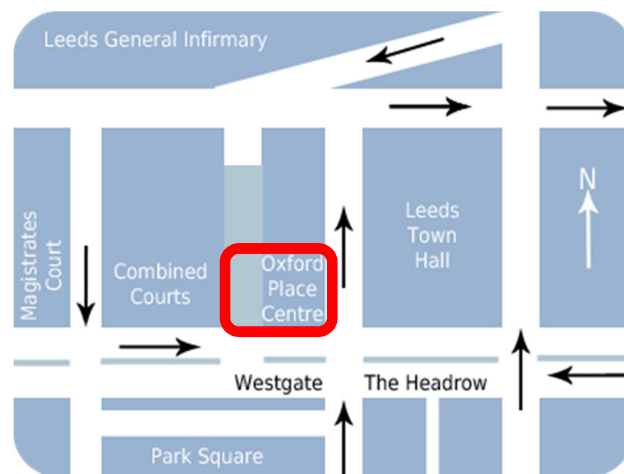 Leeds General Infirmary
N
Magistrates
Court
Combined
Courts
Oxford
Place
Centre
Leeds
Town
Hall
Westgate
The Headrow
Park Square